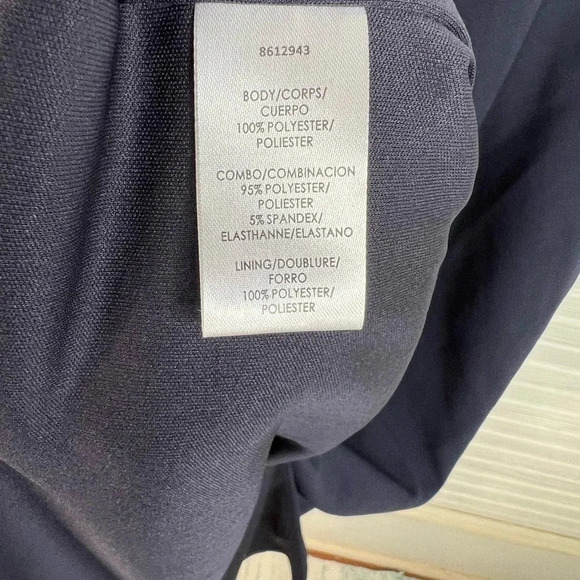 8612943
BODY/CORPS/
CUERPO
100% POLYESTER/
POLIESTER
COMBO/COMBINACION
95% POLYESTER/
POLIESTER
5% SPANDEX/
ELASTHANNE/ELASTANO
LINING/DOUBLURE/
FORRO
100% POLYESTER/
POLIESTER